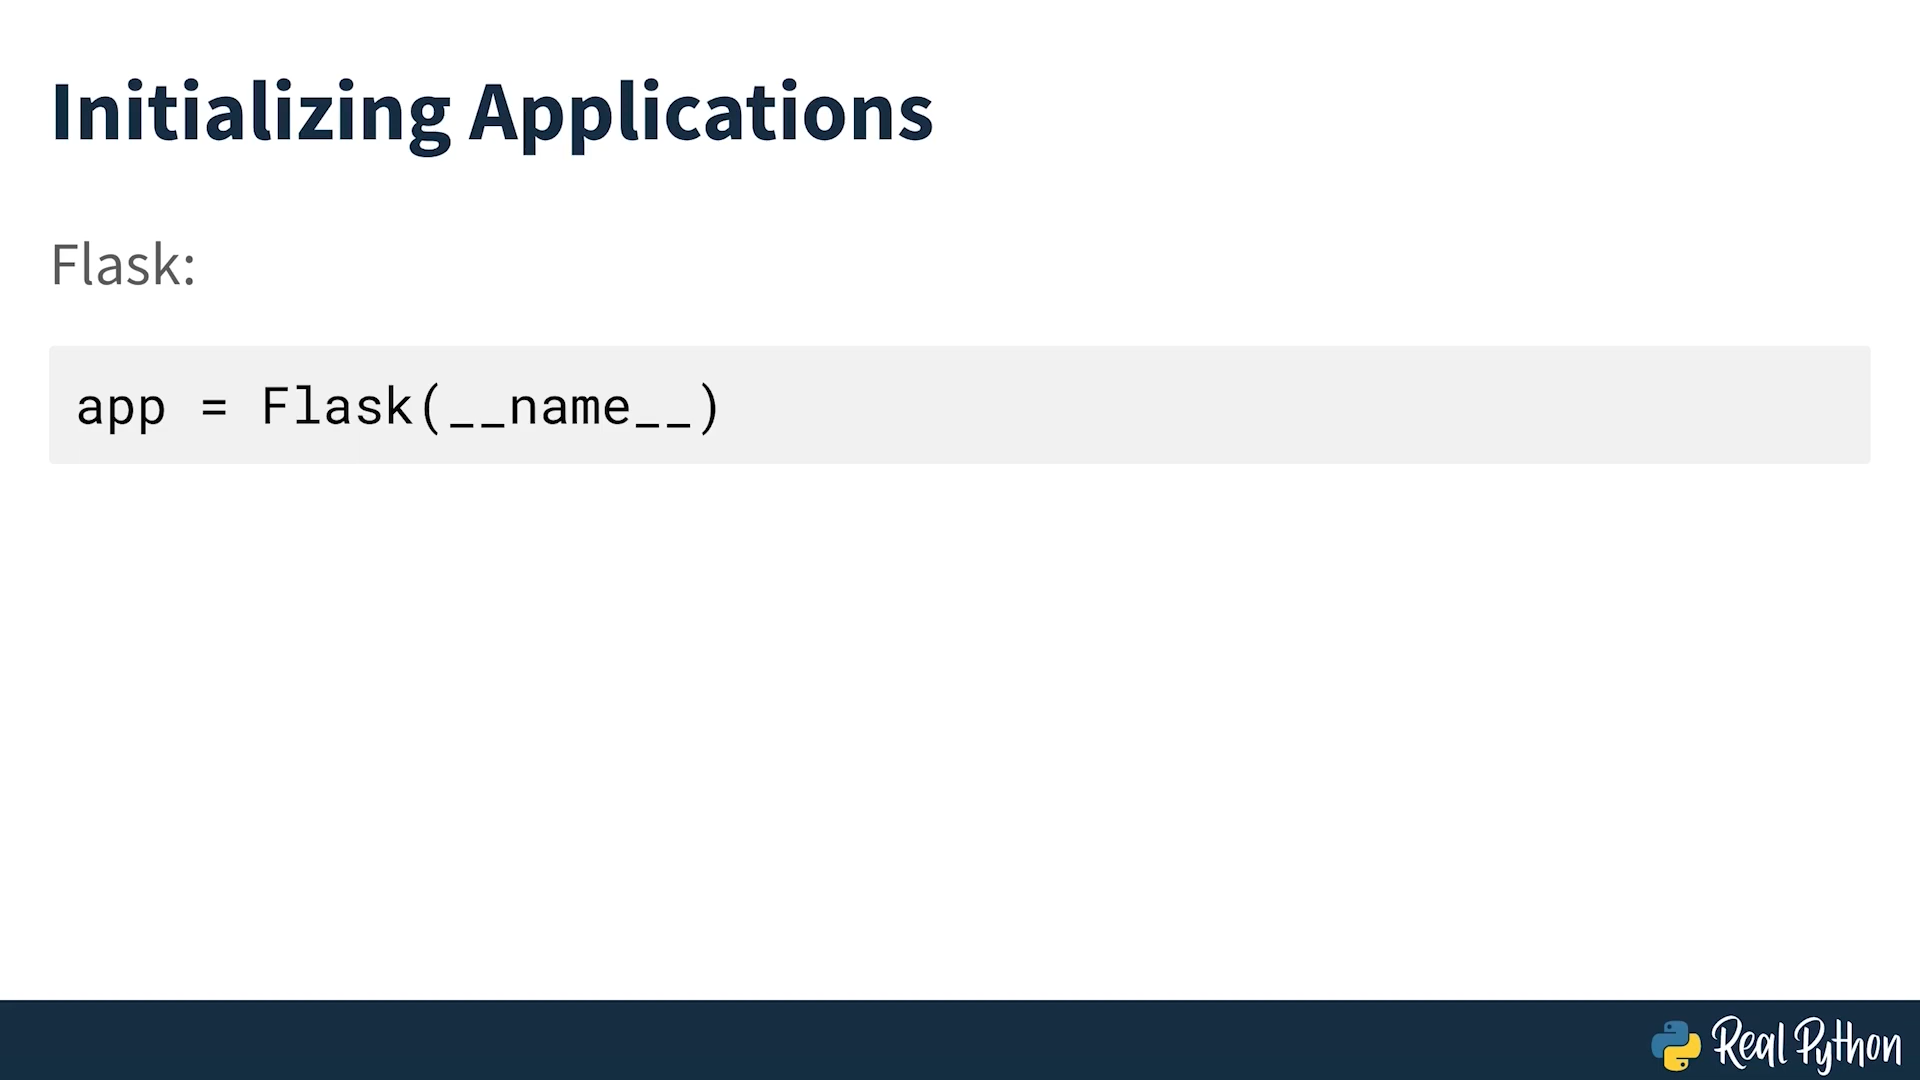 Initializing Applications
Flask:
app = Flask(__name__)
Real Python